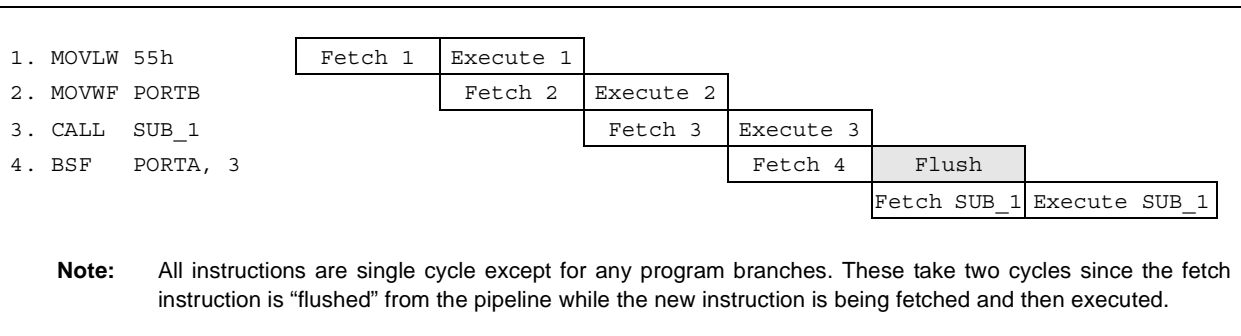 1. MOVLW 55h Fetch 1 Execute 1
2. MOVWF PORTB Fetch 2 Execute 2
3. CALL SUB_1 Fetch 3 Execute 3
4. BSF PORTA, 3 Fetch 4 Flush
Fetch SUB_1 Execute SUB_1
Note: All instructions are single cycle except for any program branches. These take two cycles since the fetch
instruction is “flushed” from the pipeline while the new instruction is being fetched and then executed.